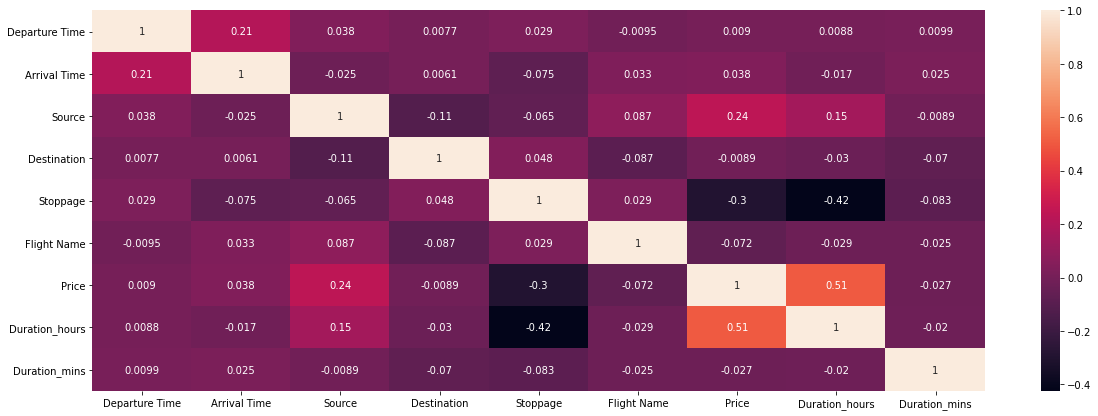 Departure Time 1 0.21 0.038 0.0077 0.029 -0.0095 0.009 0.0088 0.0099
Arrival Time 0.21 1 -0.025 0.0061 -0.075 0.033 0.038 -0.017 0.025
Source 0.038 -0.025 1 -0.11 -0.065 0.087 0.24 0.15 -0.0089
Destination 0.0077 0.0061 -0.11 1 0.048 -0.087 -0.0089 -0.03 -0.07
Stoppage 0.029 -0.075 -0.065 0.048 1 0.029 -0.3 -0.42 -0.083
Flight Name -0.0095 0.033 0.087 -0.087 0.029 1 -0.072 -0.029 -0.025
Price 0.009 0.038 0.24 -0.0089 -0.3 -0.072 1 0.51 -0.027
Duration_hours 0.0088 -0.017 0.15 -0.03 -0.42 -0.029 0.51 1 -0.02
Duration_mins 0.0099 0.025 -0.0089 -0.07 -0.083 -0.025 -0.027 -0.02 1
Departure Time Arrival Time Source Destination Stoppage Flight Name Price Duration_hours Duration_mins
1.0
0.8
0.6
0.4
0.2
0.0
−0.2
−0.4